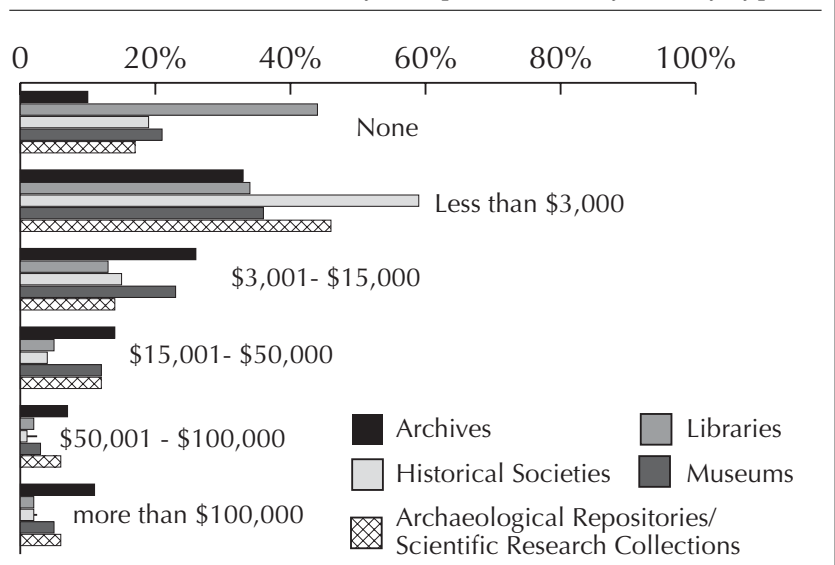 0 20% 40% 60% 80% 100%
None
Less than $3,000
$3,001- $15,000
$15,001- $50,000
$50,001 - $100,000
more than $100,000
Archives
Libraries
Historical Societies
Museums
Archaeological Repositories/
Scientific Research Collections